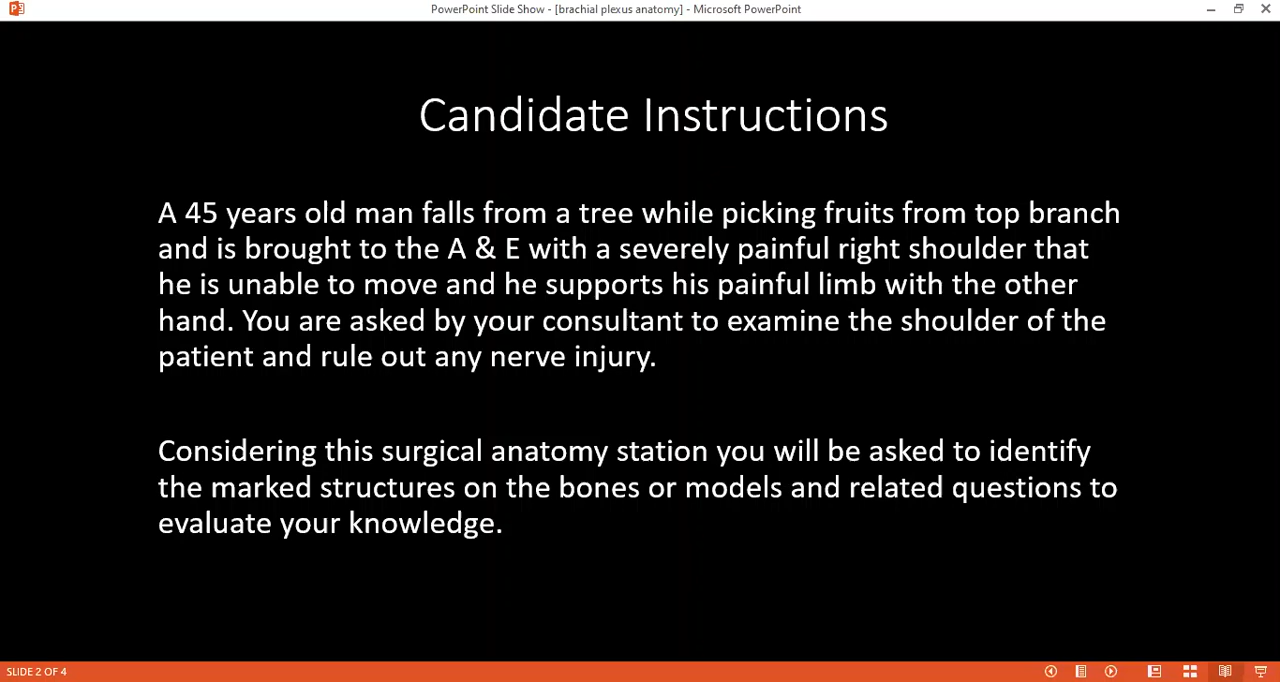 PowerPoint Slide Show - [brachial plexus anatomy] - Microsoft PowerPoint
Candidate Instructions
A 45 years old man falls from a tree while picking fruits from top branch
and is brought to the A & E with a severely painful right shoulder that
he is unable to move and he supports his painful limb with the other
hand. You are asked by your consultant to examine the shoulder of the
patient and rule out any nerve injury.
Considering this surgical anatomy station you will be asked to identify
the marked structures on the bones or models and related questions to
evaluate your knowledge.
SLIDE 2 OF 4